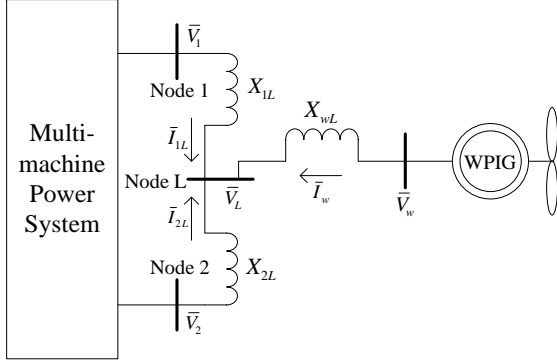 V̄₁
Node 1
X₁L
Ī₁L
Multi-
machine
Power
System
Node L
V̄L
Ī₂L
XwL
Īw
V̄w
WPIG
Node 2
X₂L
V̄₂